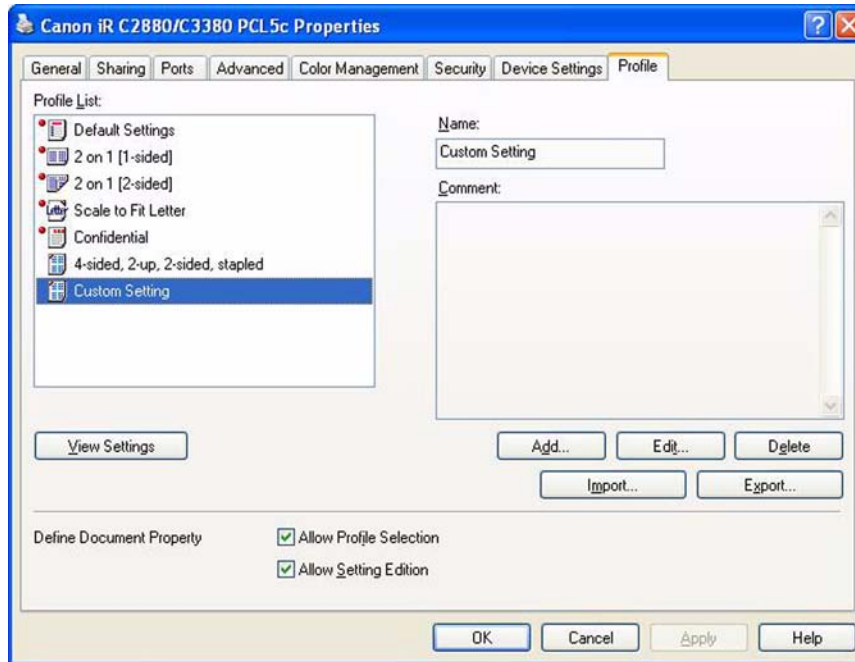 Canon iR C2880/C3380 PCL5c Properties
General Sharing Ports Advanced Color Management Security Device Settings Profile
Profile List:
Default Settings
2 on 1 [1-sided]
2 on 1 [2-sided]
Letter Scale to Fit Letter
Confidential
4-sided, 2-up, 2-sided, stapled
Custom Setting
Name:
Custom Setting
Comment:
View Settings
Add... Edit... Delete
Import... Export...
Define Document Property
Allow Profile Selection
Allow Setting Edition
OK Cancel Apply Help